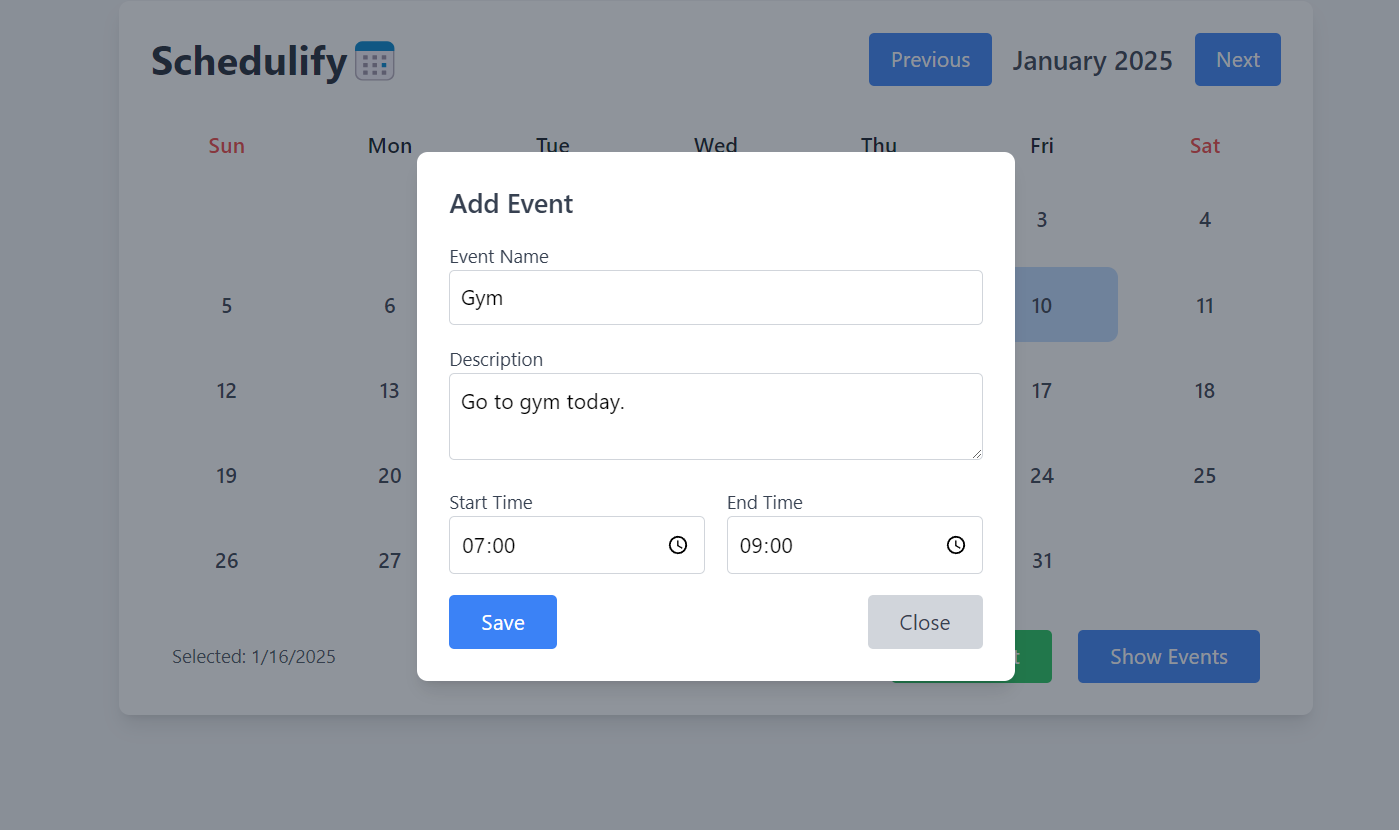 Schedulify
Previous January 2025 Next
Sun Mon Tue Wed Thu Fri Sat
Add Event
3 4
Event Name
Gym
5 6 10 11
Description
Go to gym today.
12 13 17 18
19 20 24 25
Start Time End Time
07:00 09:00
26 27 31
Save Close
Selected: 1/16/2025 Show Events